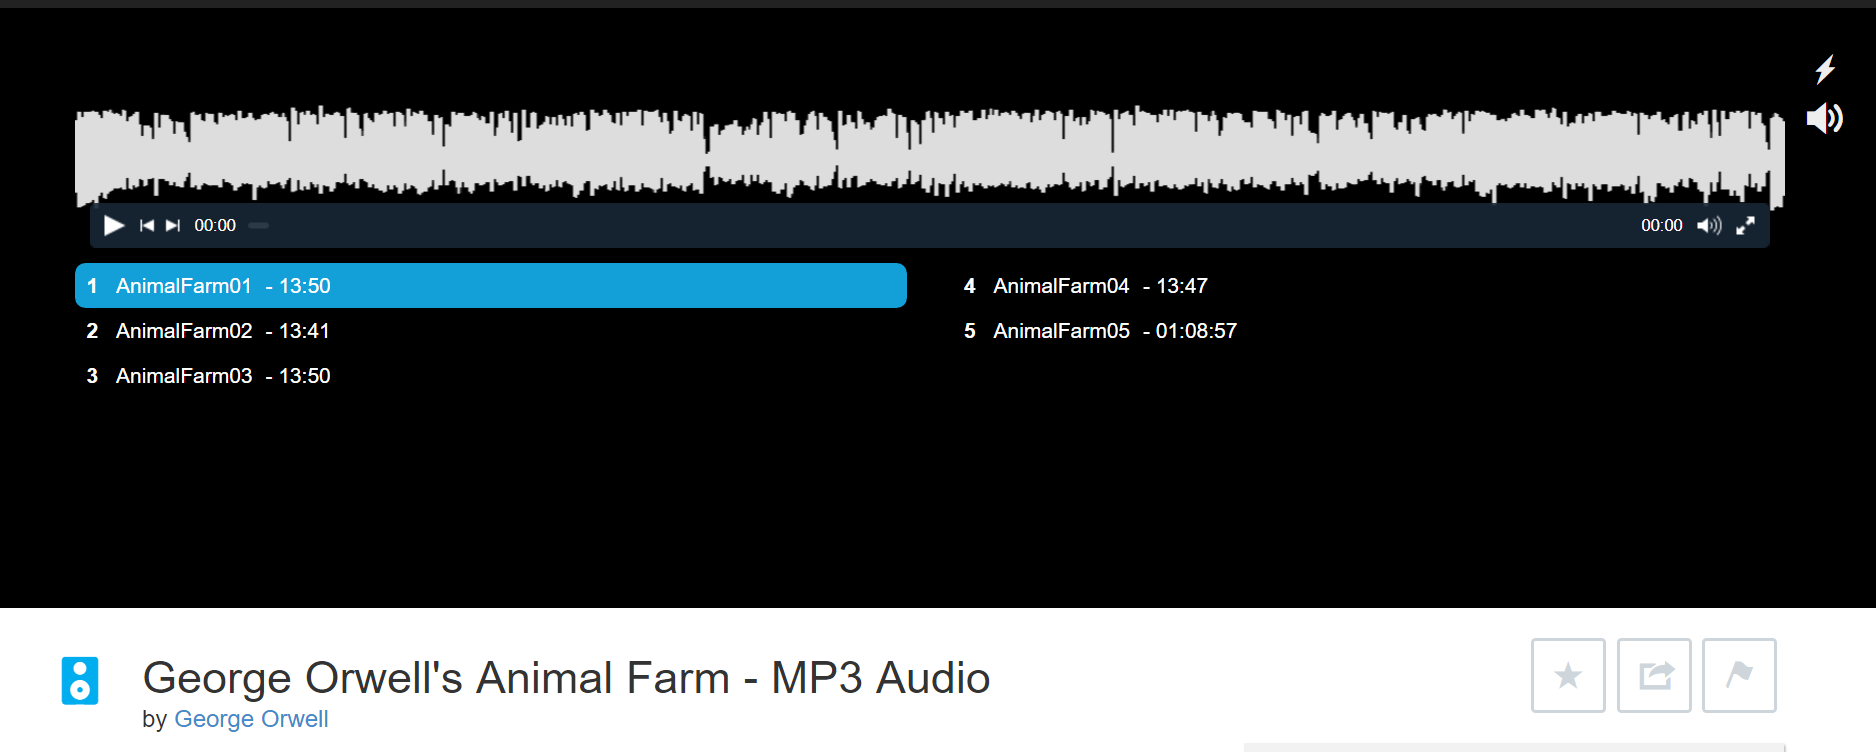 00:00 00:00
1 AnimalFarm01 - 13:50
2 AnimalFarm02 - 13:41
3 AnimalFarm03 - 13:50
4 AnimalFarm04 - 13:47
5 AnimalFarm05 - 01:08:57
George Orwell's Animal Farm - MP3 Audio
by George Orwell